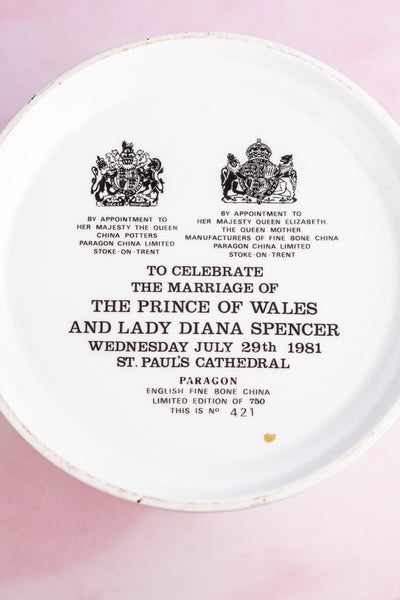 BY APPOINTMENT TO
HER MAJESTY THE QUEEN
CHINA POTTERS
PARAGON CHINA LIMITED
STOKE-ON-TRENT
BY APPOINTMENT TO
HER MAJESTY QUEEN ELIZABETH.
THE QUEEN MOTHER.
MANUFACTURERS OF FINE BONE CHINA
PARAGON CHINA LIMITED
STOKE-ON-TRENT
TO CELEBRATE
THE MARRIAGE OF
THE PRINCE OF WALES
AND LADY DIANA SPENCER
WEDNESDAY JULY 29th 1981
ST. PAUL'S CATHEDRAL
PARAGON
ENGLISH FINE BONE CHINA
LIMITED EDITION OF 750
THIS IS Nº 421